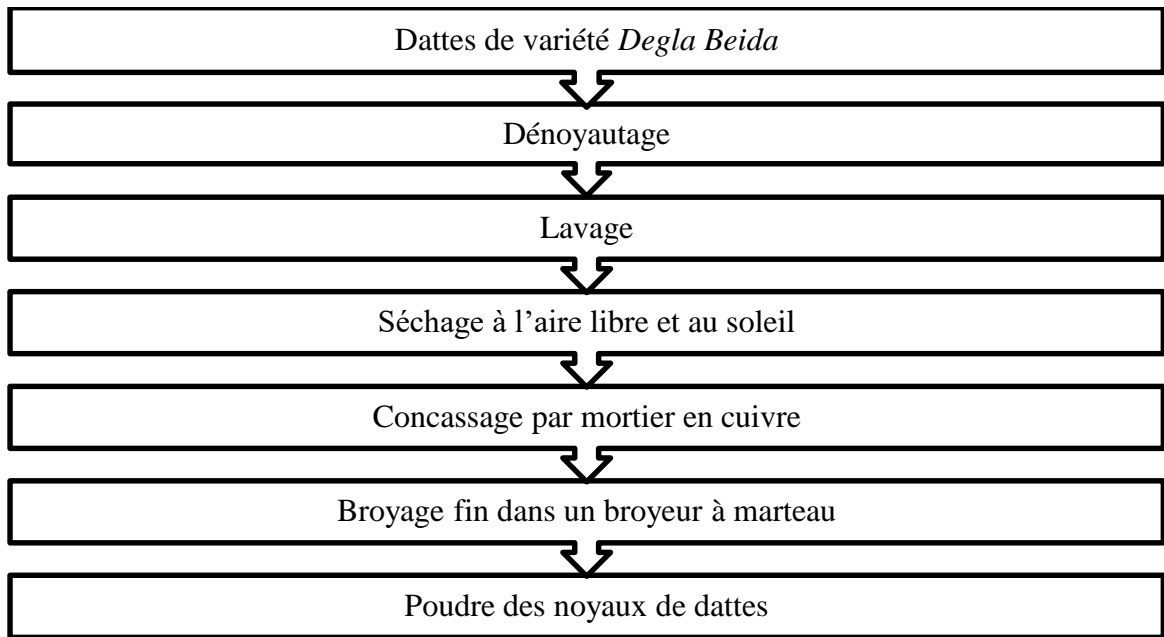 Dattes de variété Degla Beida
Dénoyautage
Lavage
Séchage à l’aire libre et au soleil
Concassage par mortier en cuivre
Broyage fin dans un broyeur à marteau
Poudre des noyaux de dattes